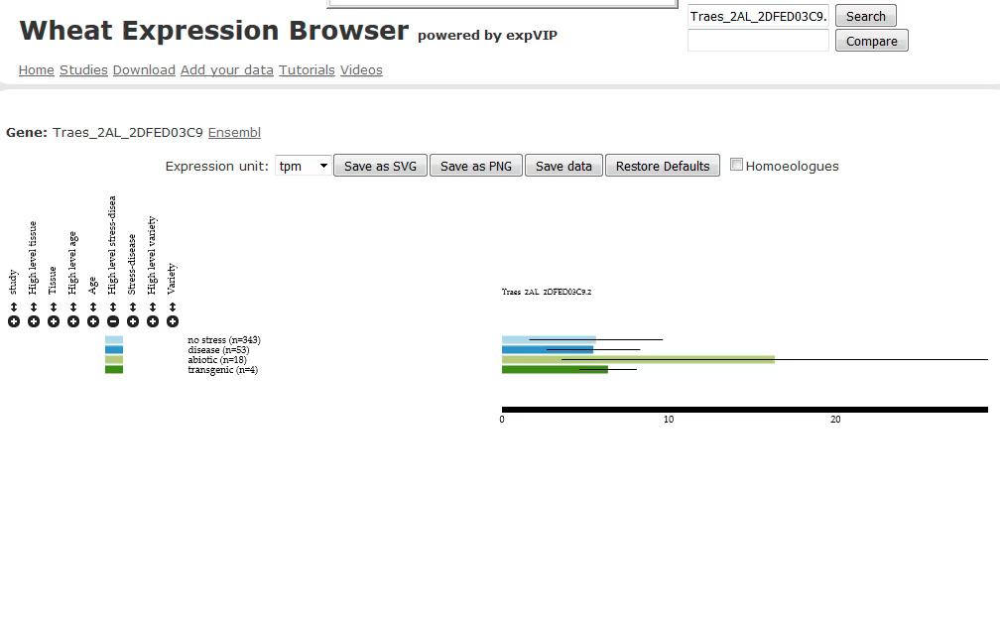 Wheat Expression Browser powered by expVIP
Traes_2AL_2DFED03C9. Search
Compare
Home Studies Download Add your data Tutorials Videos
Gene: Traes_2AL_2DFED03C9 Ensembl
Expression unit: tpm Save as SVG Save as PNG Save data Restore Defaults Homoeologues
study
High level tissue
Tissue
High level age
Age
High level stress-disea
Stress-disease
High level variety
Variety
Traes_2AL_2DFED03C9.2
no stress (n=343)
disease (n=53)
abiotic (n=18)
transgenic (n=4)
0 10 20